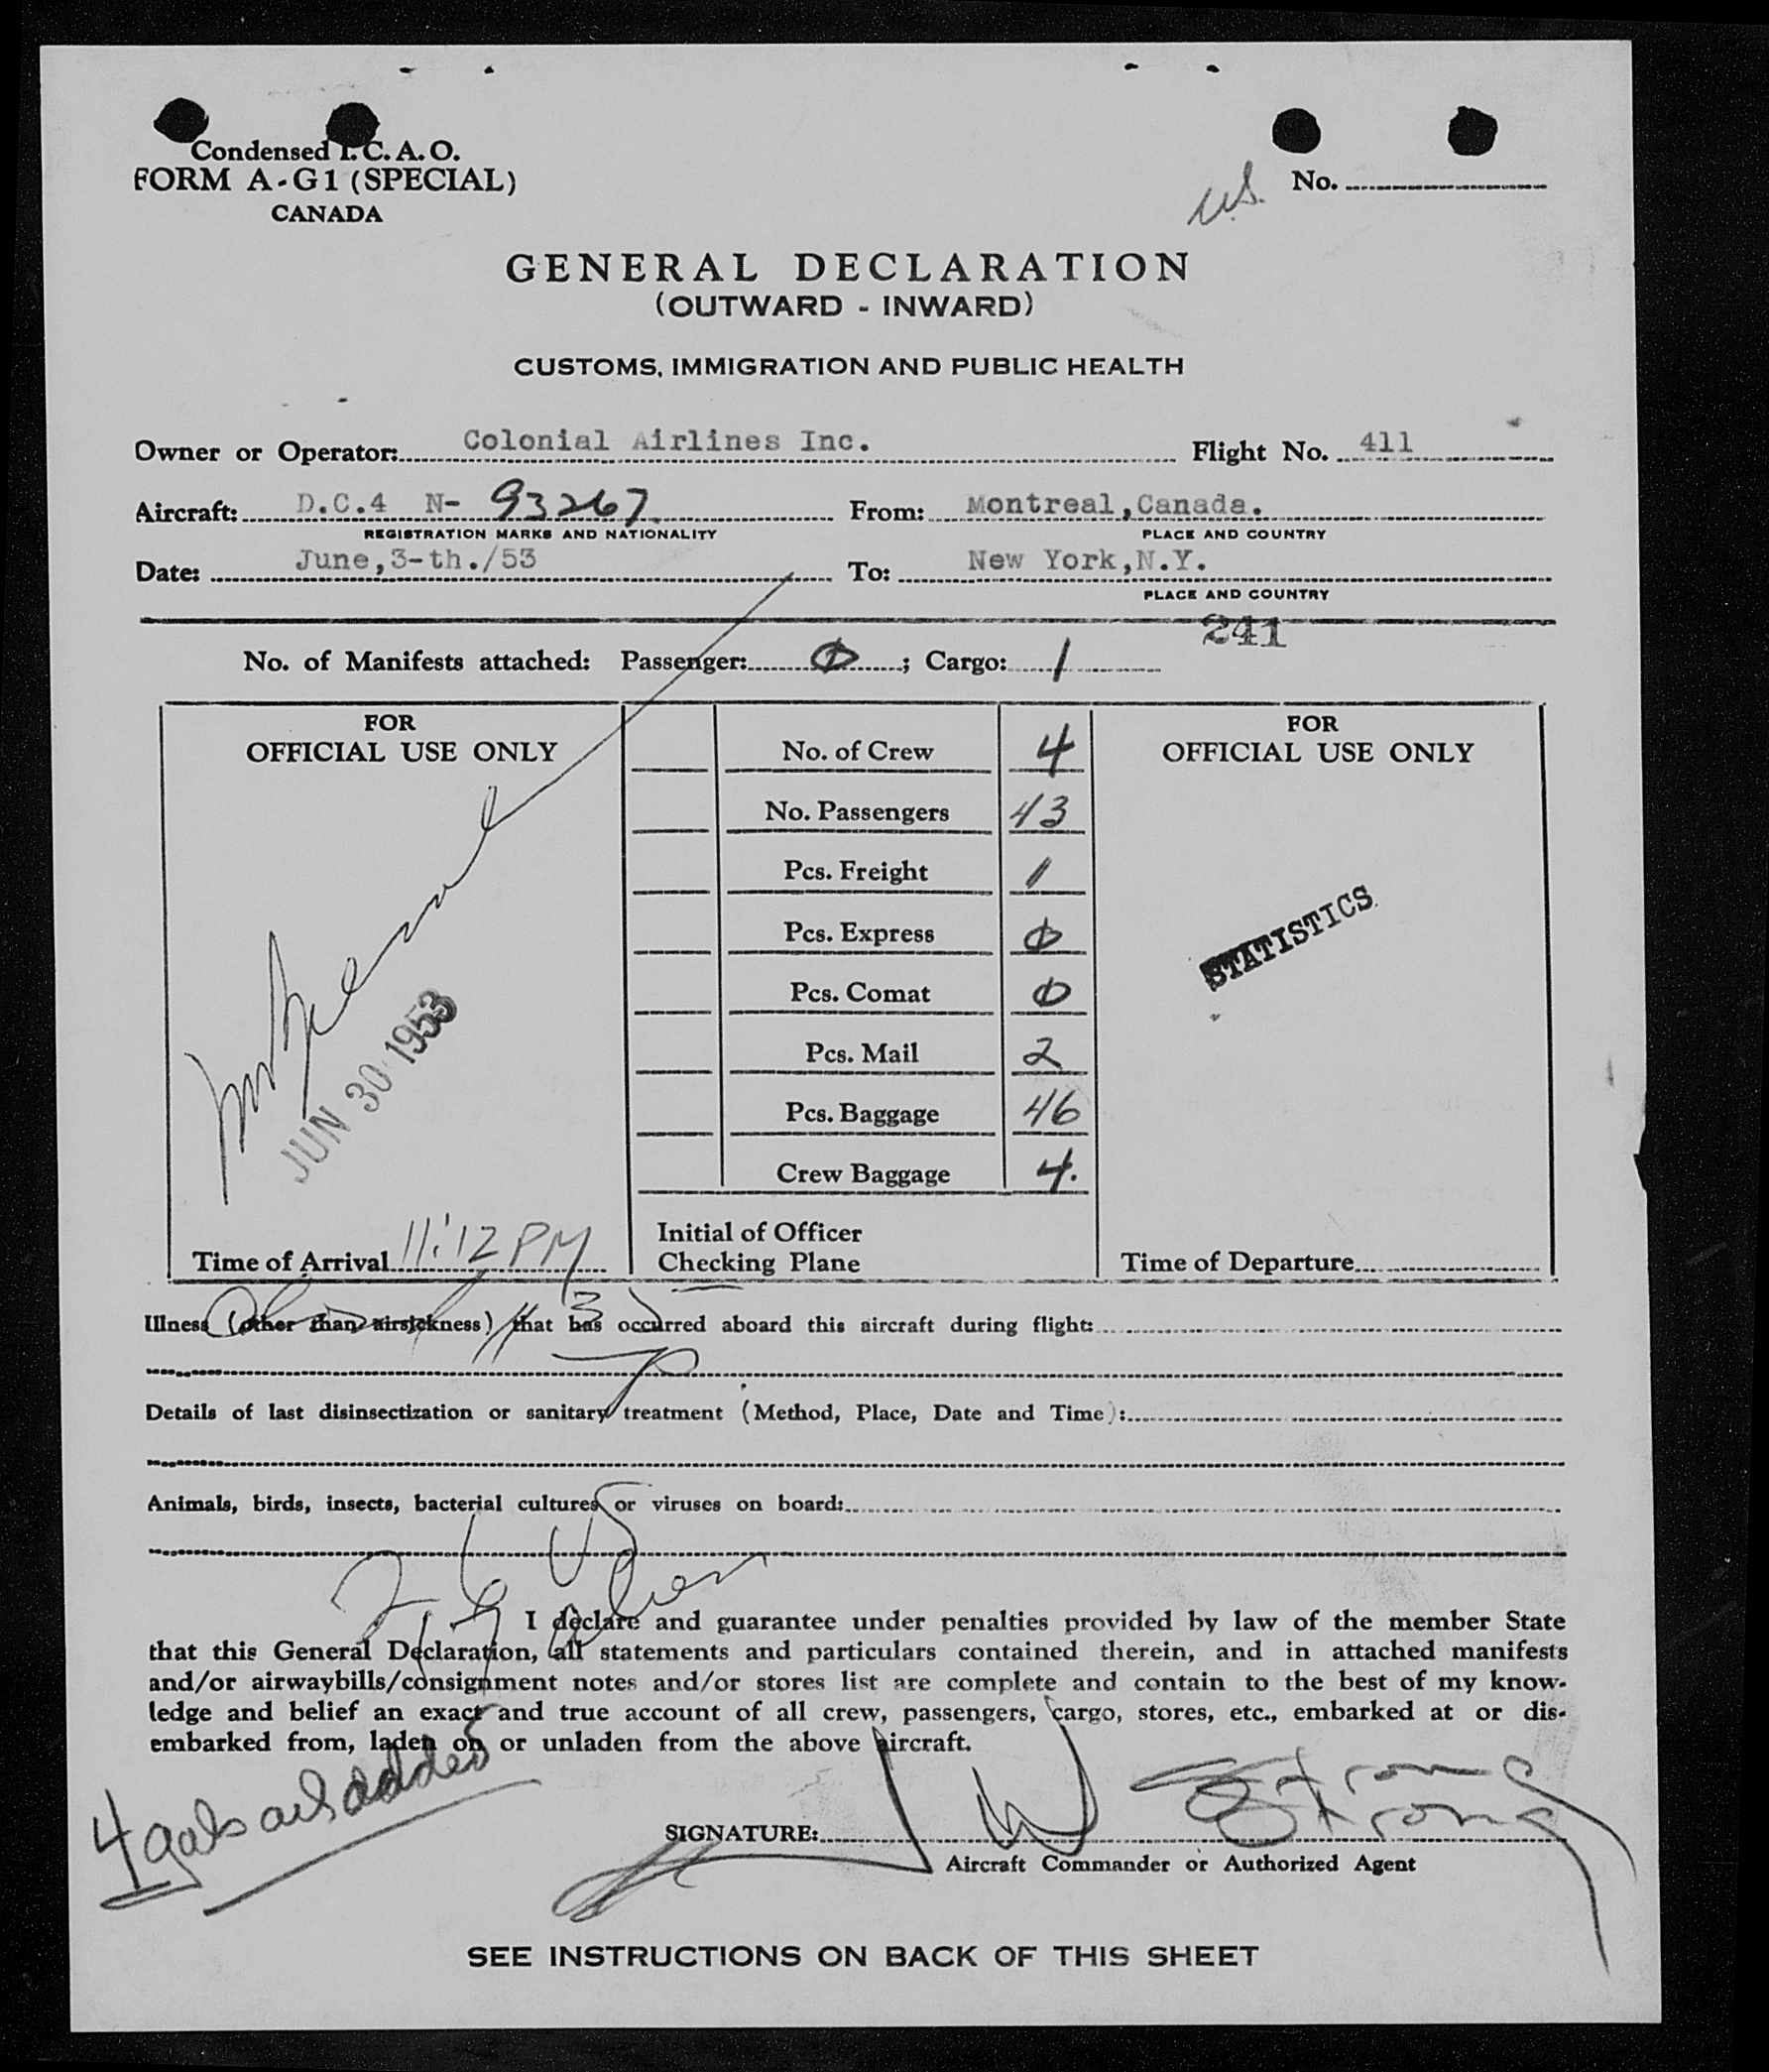 Condensed I.C.A.O.
FORM A-G1 (SPECIAL)
CANADA
U.S.
No.
GENERAL DECLARATION
(OUTWARD - INWARD)
CUSTOMS, IMMIGRATION AND PUBLIC HEALTH
Owner or Operator: Colonial Airlines Inc. Flight No. 411
Aircraft: D.C.4 N- 93267 From: Montreal, Canada.
REGISTRATION MARKS AND NATIONALITY PLACE AND COUNTRY
Date: June,3-th./53 To: New York,N.Y.
PLACE AND COUNTRY
241
No. of Manifests attached: Passenger: 0; Cargo: 1
FOR OFFICIAL USE ONLY
No. of Crew 4
No. Passengers 43
Pcs. Freight 1
Pcs. Express 0
Pcs. Comat 0
Pcs. Mail 2
Pcs. Baggage 46
Crew Baggage 4.
FOR OFFICIAL USE ONLY
STATISTICS
JUN 30 1953
Time of Arrival 11:12 PM
Initial of Officer
Checking Plane
Time of Departure
Illness (other than airsickness) that has occurred aboard this aircraft during flight:
Details of last disinsectization or sanitary treatment (Method, Place, Date and Time):
Animals, birds, insects, bacterial cultures or viruses on board:
I declare and guarantee under penalties provided by law of the member State
that this General Declaration, all statements and particulars contained therein, and in attached manifests
and/or airwaybills/consignment notes and/or stores list are complete and contain to the best of my know-
ledge and belief an exact and true account of all crew, passengers, cargo, stores, etc., embarked at or dis-
embarked from, laden on or unladen from the above aircraft.
4 gals oil added
SIGNATURE: Strong
Aircraft Commander or Authorized Agent
SEE INSTRUCTIONS ON BACK OF THIS SHEET